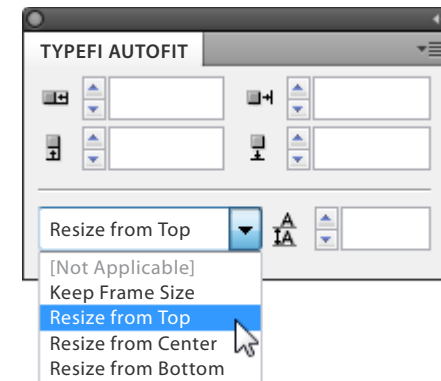 TYPEFI AUTOFIT
Resize from Top
[Not Applicable]
Keep Frame Size
Resize from Top
Resize from Center
Resize from Bottom